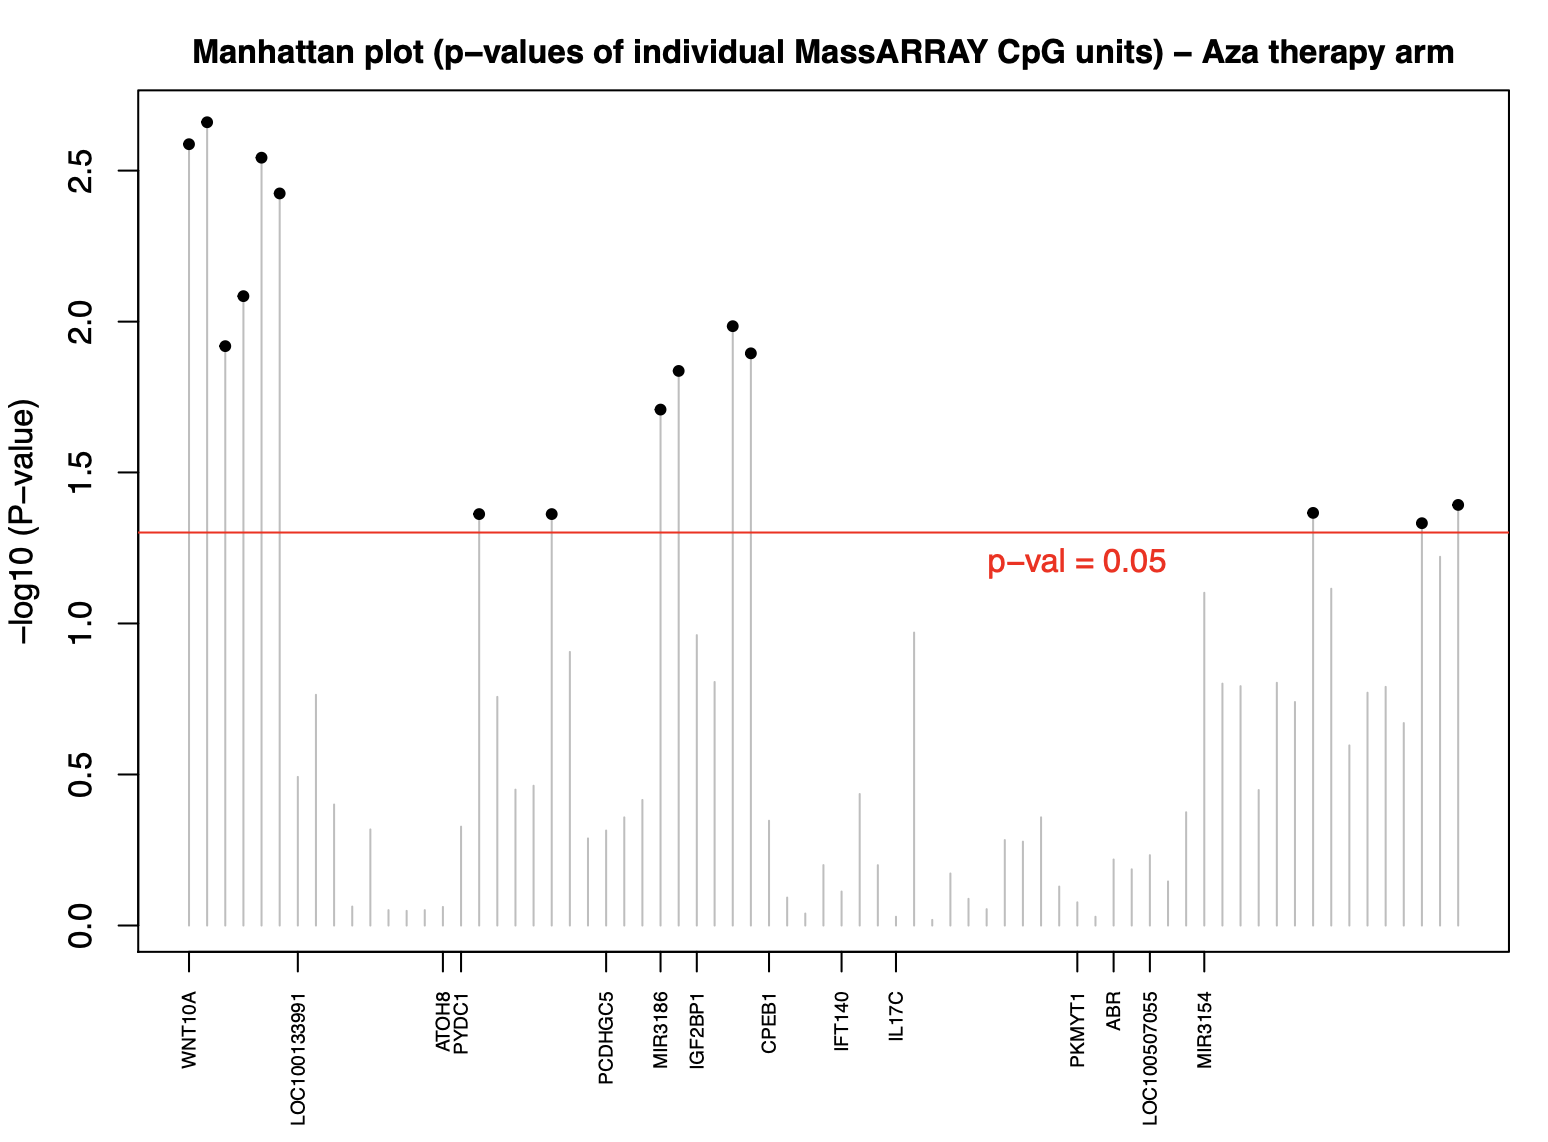 Manhattan plot (p−values of individual MassARRAY CpG units) − Aza therapy arm
−log10 (P−value)
2.5
2.0
1.5
1.0
0.5
0.0
p−val = 0.05
WNT10A
LOC100133991
ATOH8
PYDC1
PCDHGC5
MIR3186
IGF2BP1
CPEB1
IFT140
IL17C
PKMYT1
ABR
LOC100507055
MIR3154